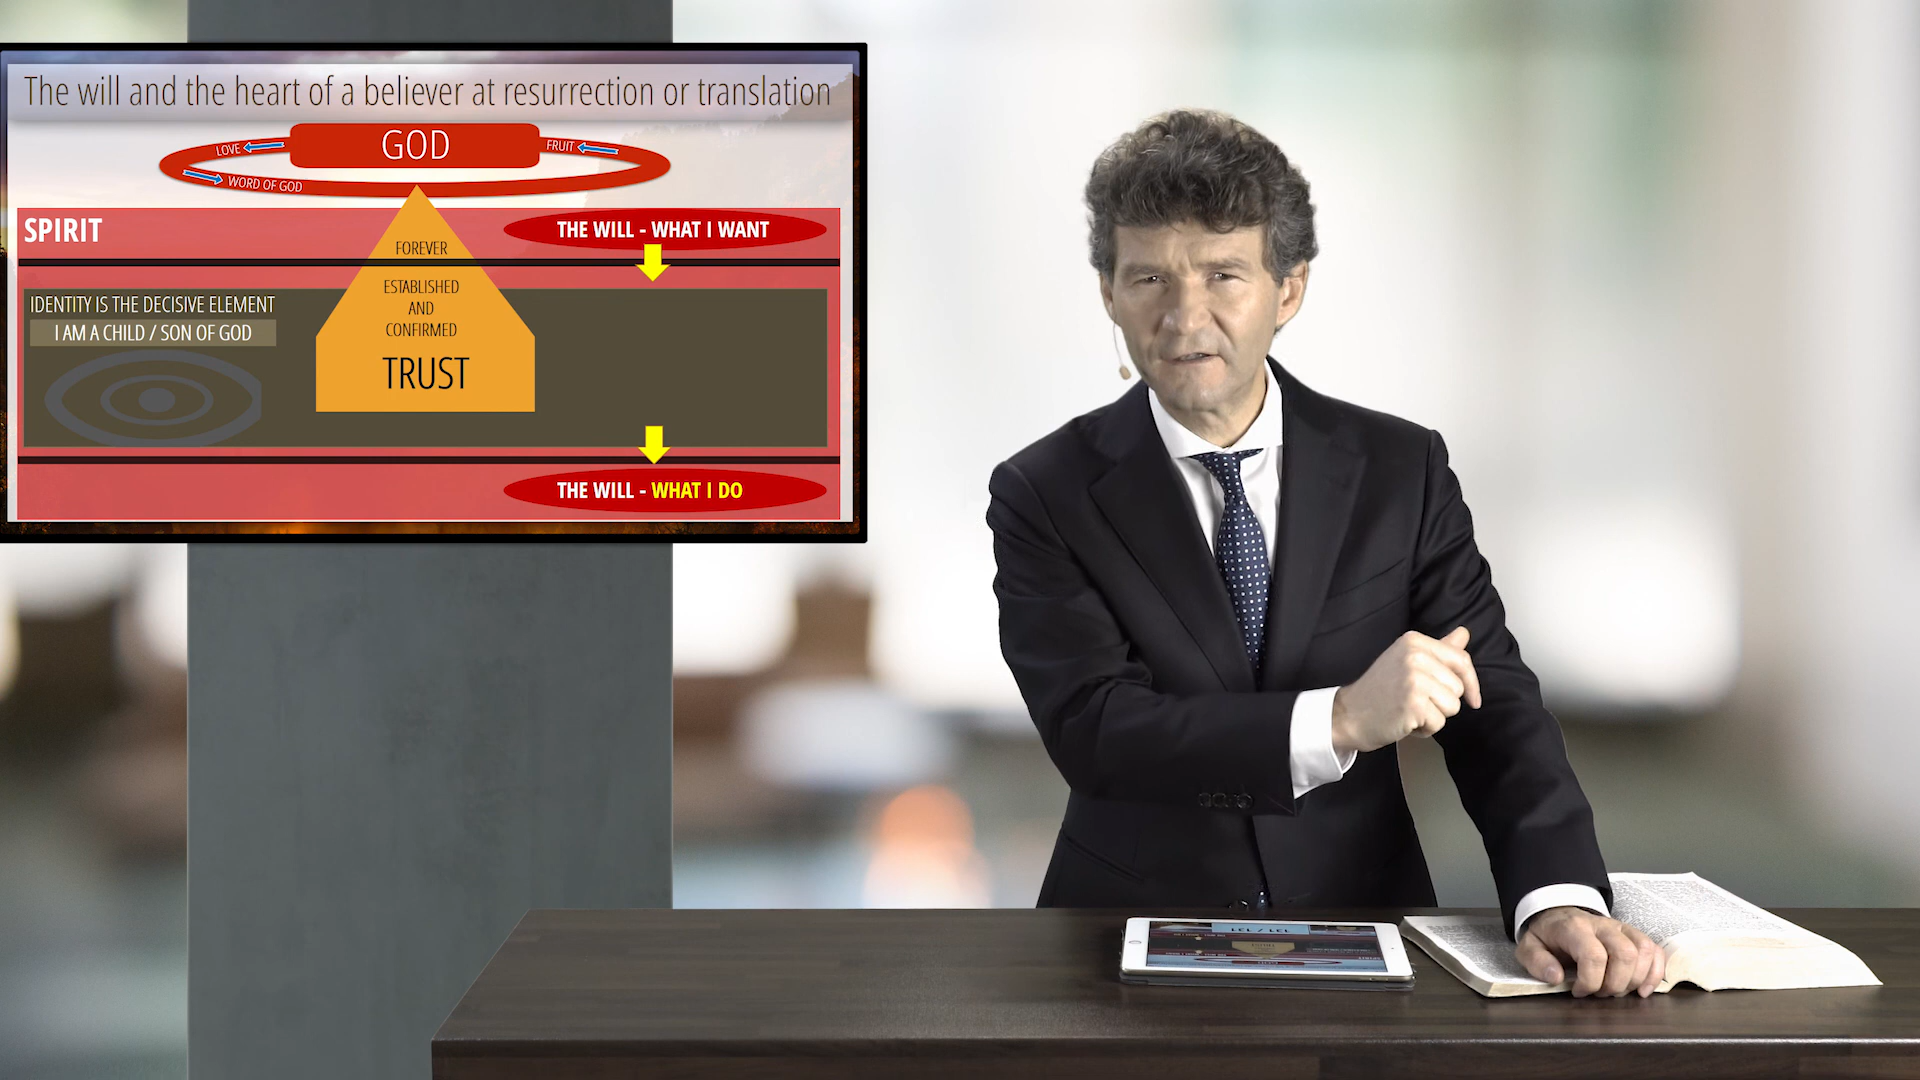 The will and the heart of a believer at resurrection or translation
GOD
LOVE
FRUIT
WORD OF GOD
SPIRIT
THE WILL - WHAT I WANT
FOREVER
IDENTITY IS THE DECISIVE ELEMENT
I AM A CHILD / SON OF GOD
ESTABLISHED
AND
CONFIRMED
TRUST
THE WILL - WHAT I DO